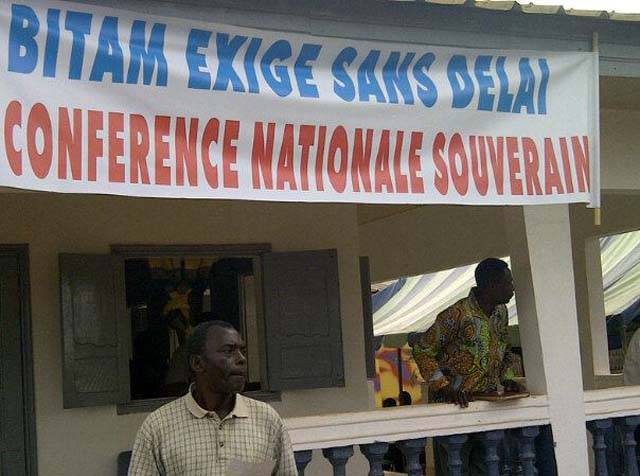 BITAM EXIGE SANS DELAI
CONFERENCE NATIONALE SOUVERAIN